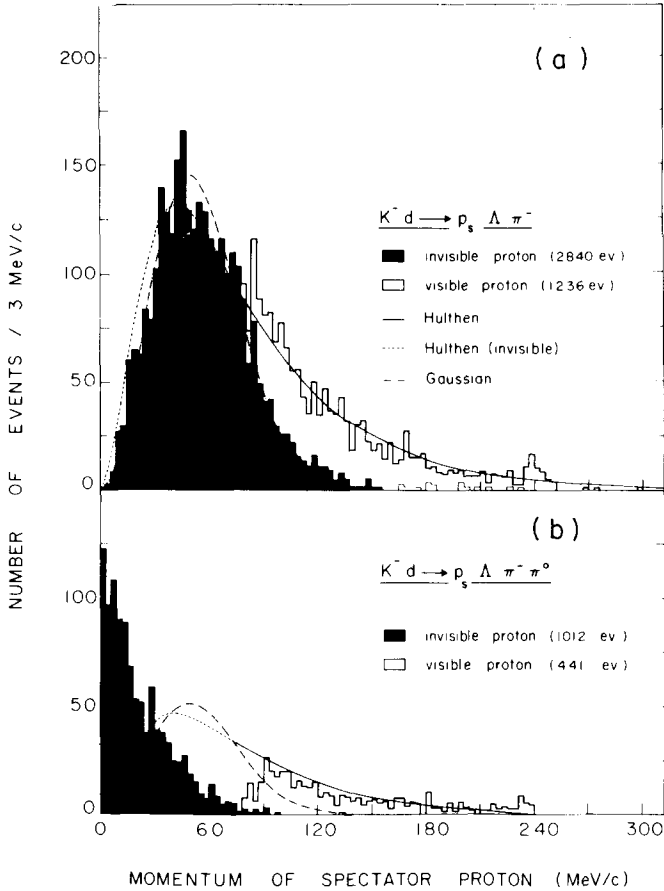 (a)
200
150
100
50
0
K⁻ d → pₛ Λ π⁻
invisible proton (2840 ev)
visible proton (1236 ev)
Hulthen
Hulthen (invisible)
Gaussian
NUMBER OF EVENTS / 3 MeV/c
(b)
100
50
0
K⁻ d → pₛ Λ π⁻ π⁰
invisible proton (1012 ev)
visible proton (441 ev)
0 60 120 180 240 300
MOMENTUM OF SPECTATOR PROTON (MeV/c)